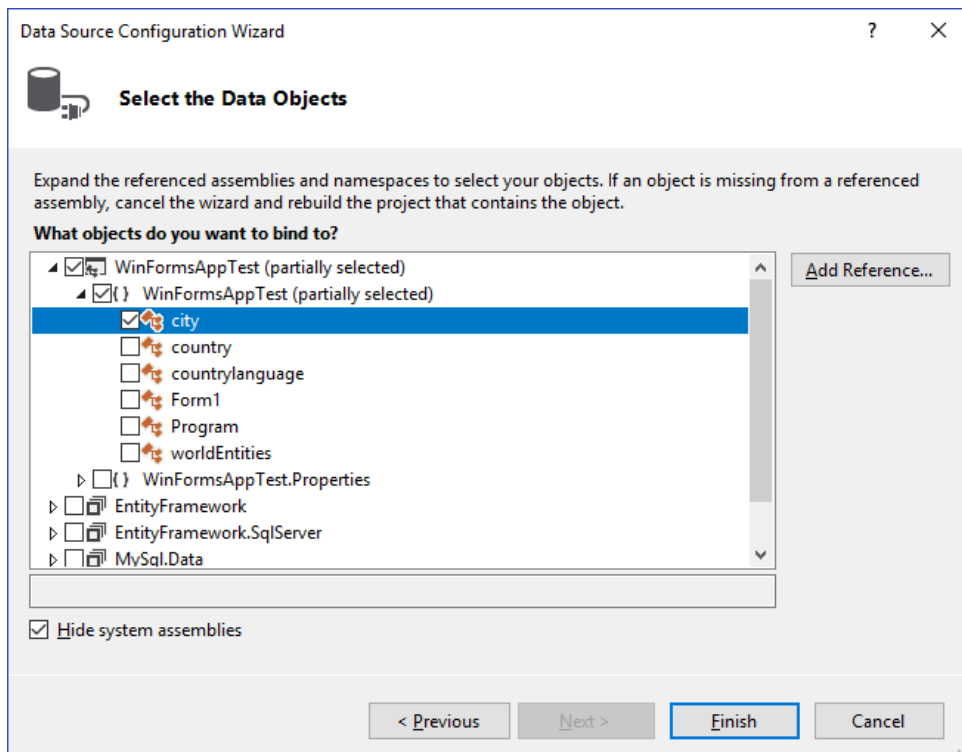 Data Source Configuration Wizard
?
Select the Data Objects
Expand the referenced assemblies and namespaces to select your objects. If an object is missing from a referenced
assembly, cancel the wizard and rebuild the project that contains the object.
What objects do you want to bind to?
WinFormsAppTest (partially selected)
Add Reference...
{ } WinFormsAppTest (partially selected)
city
country
countrylanguage
Form1
Program
worldEntities
{ } WinFormsAppTest.Properties
EntityFramework
EntityFramework.SqlServer
MySql.Data
Hide system assemblies
< Previous
Next >
Finish
Cancel